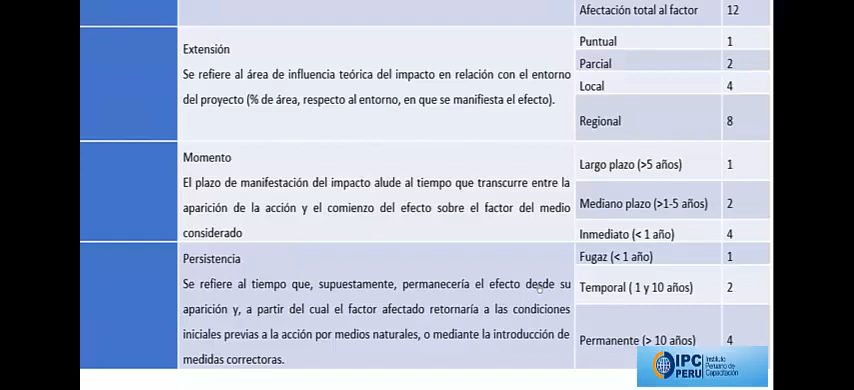 Afectación total al factor 12
Extensión
Se refiere al área de influencia teórica del impacto en relación con el entorno
del proyecto (% de área, respecto al entorno, en que se manifiesta el efecto).
Puntual 1
Parcial 2
Local 4
Regional 8
Momento
El plazo de manifestación del impacto alude al tiempo que transcurre entre la
aparición de la acción y el comienzo del efecto sobre el factor del medio
considerado
Largo plazo (>5 años) 1
Mediano plazo (>1-5 años) 2
Inmediato (< 1 año) 4
Persistencia
Se refiere al tiempo que, supuestamente, permanecería el efecto desde su
aparición y, a partir del cual el factor afectado retornaría a las condiciones
iniciales previas a la acción por medios naturales, o mediante la introducción de
medidas correctoras.
Fugaz (< 1 año) 1
Temporal ( 1 y 10 años) 2
Permanente (> 10 años) 4
IPC
PERU
Instituto
Peruano de
Capacitación